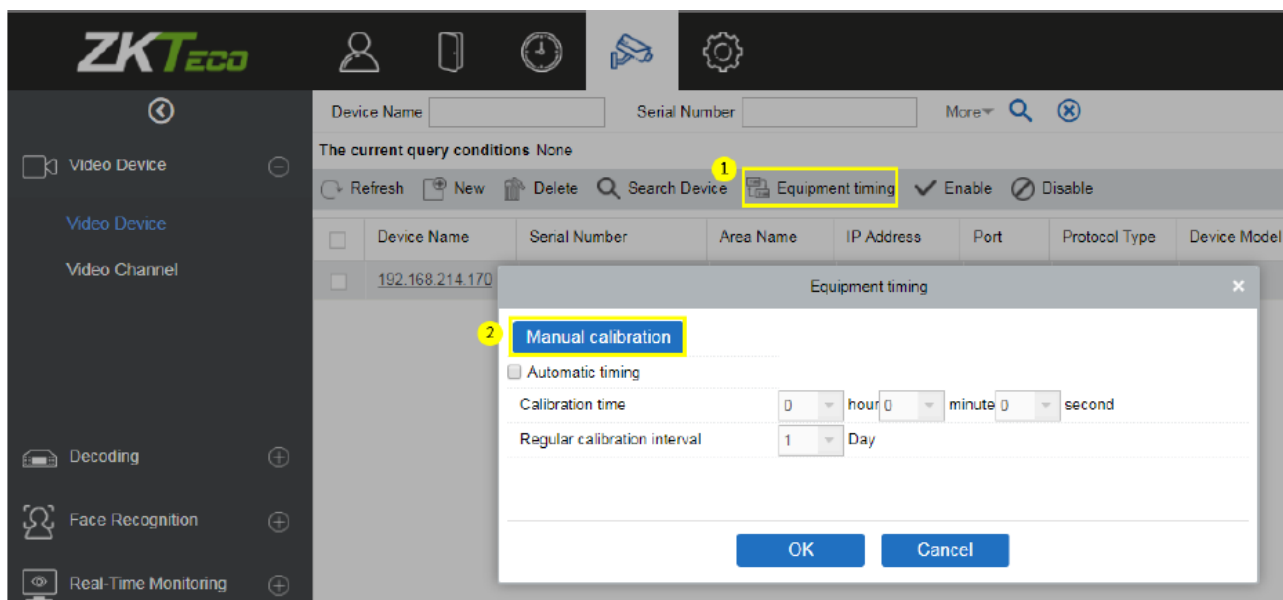 ZKTECO
Device Name Serial Number More
Video Device
The current query conditions None
1
Refresh New Delete Search Device Equipment timing Enable Disable
Video Device
Device Name Serial Number Area Name IP Address Port Protocol Type Device Model
Video Channel
192.168.214.170
Equipment timing
2 Manual calibration
Automatic timing
Calibration time 0 hour 0 minute 0 second
Regular calibration interval 1 Day
Decoding
Face Recognition
OK Cancel
Real-Time Monitoring